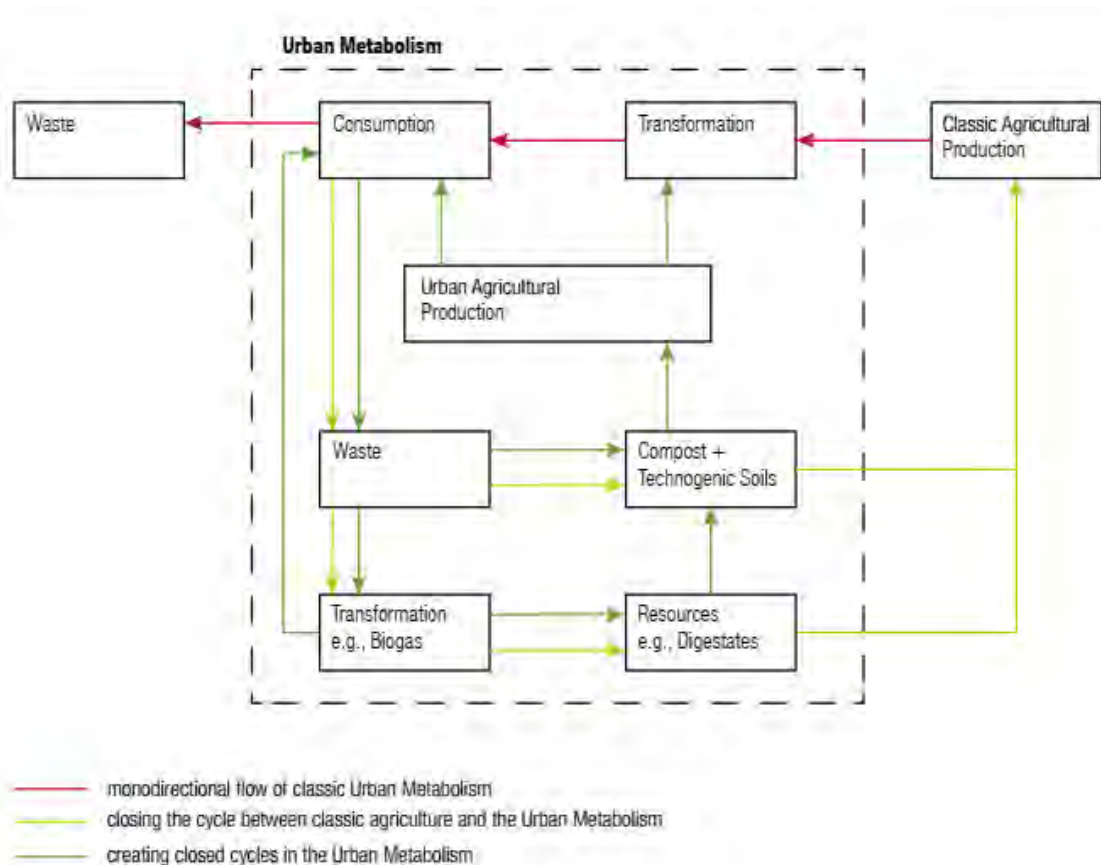 Urban Metabolism
Waste
Consumption
Transformation
Classic Agricultural
Production
Urban Agricultural
Production
Waste
Compost +
Technogenic Soils
Transformation
e.g., Biogas
Resources
e.g., Digestates
monodirectional flow of classic Urban Metabolism
closing the cycle between classic agriculture and the Urban Metabolism
creating closed cycles in the Urban Metabolism